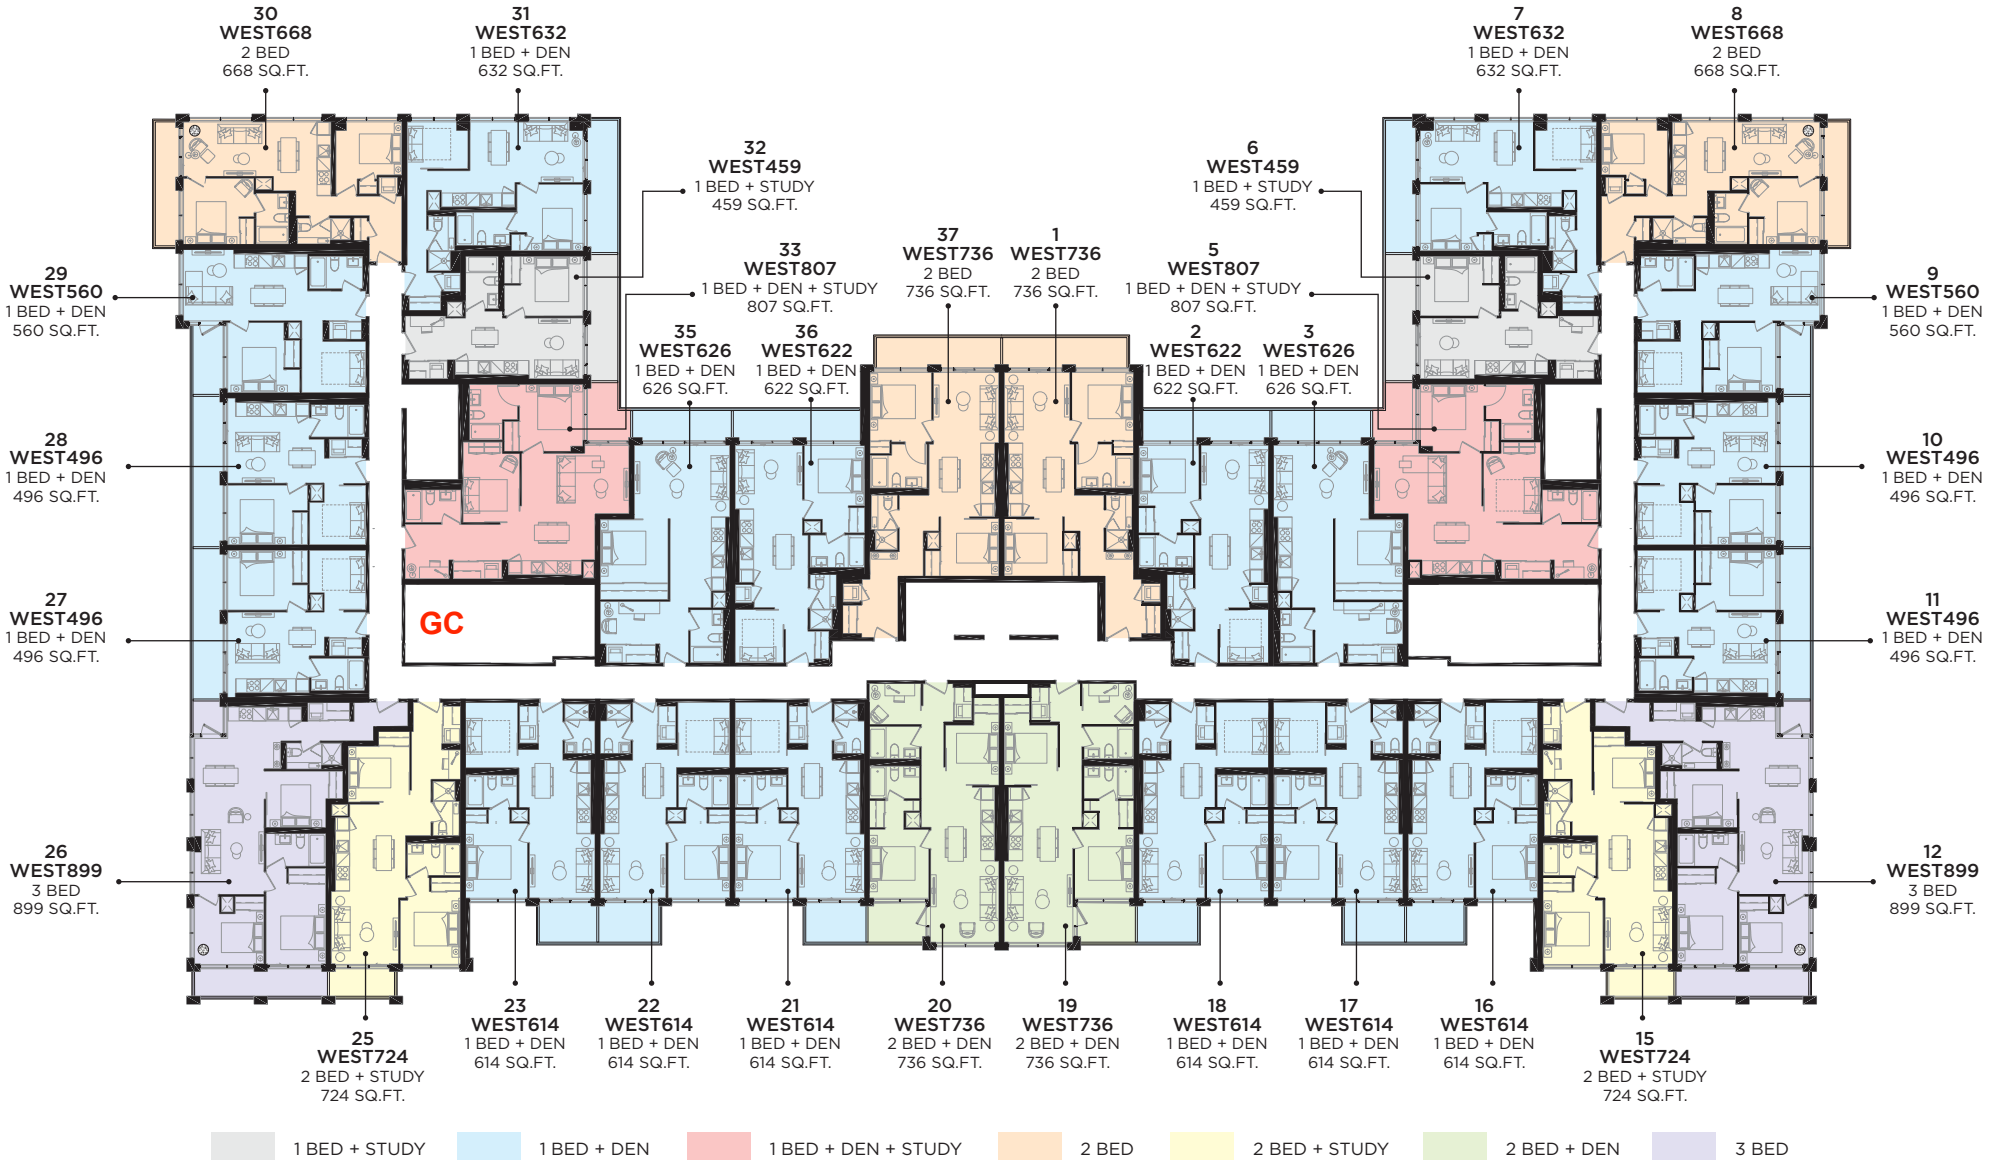 30
WEST668
2 BED
668 SQ.FT.
31
WEST632
1 BED + DEN
632 SQ.FT.
7
WEST632
1 BED + DEN
632 SQ.FT.
8
WEST668
2 BED
668 SQ.FT.
32
WEST459
1 BED + STUDY
459 SQ.FT.
6
WEST459
1 BED + STUDY
459 SQ.FT.
33
WEST807
1 BED + DEN + STUDY
807 SQ.FT.
37
WEST736
2 BED
736 SQ.FT.
1
WEST736
2 BED
736 SQ.FT.
5
WEST807
1 BED + DEN + STUDY
807 SQ.FT.
29
WEST560
1 BED + DEN
560 SQ.FT.
9
WEST560
1 BED + DEN
560 SQ.FT.
35
WEST626
1 BED + DEN
626 SQ.FT.
36
WEST622
1 BED + DEN
622 SQ.FT.
2
WEST622
1 BED + DEN
622 SQ.FT.
3
WEST626
1 BED + DEN
626 SQ.FT.
28
WEST496
1 BED + DEN
496 SQ.FT.
10
WEST496
1 BED + DEN
496 SQ.FT.
27
WEST496
1 BED + DEN
496 SQ.FT.
GC
11
WEST496
1 BED + DEN
496 SQ.FT.
26
WEST899
3 BED
899 SQ.FT.
12
WEST899
3 BED
899 SQ.FT.
25
WEST724
2 BED + STUDY
724 SQ.FT.
23
WEST614
1 BED + DEN
614 SQ.FT.
22
WEST614
1 BED + DEN
614 SQ.FT.
21
WEST614
1 BED + DEN
614 SQ.FT.
20
WEST736
2 BED + DEN
736 SQ.FT.
19
WEST736
2 BED + DEN
736 SQ.FT.
18
WEST614
1 BED + DEN
614 SQ.FT.
17
WEST614
1 BED + DEN
614 SQ.FT.
16
WEST614
1 BED + DEN
614 SQ.FT.
15
WEST724
2 BED + STUDY
724 SQ.FT.
1 BED + STUDY
1 BED + DEN
1 BED + DEN + STUDY
2 BED
2 BED + STUDY
2 BED + DEN
3 BED